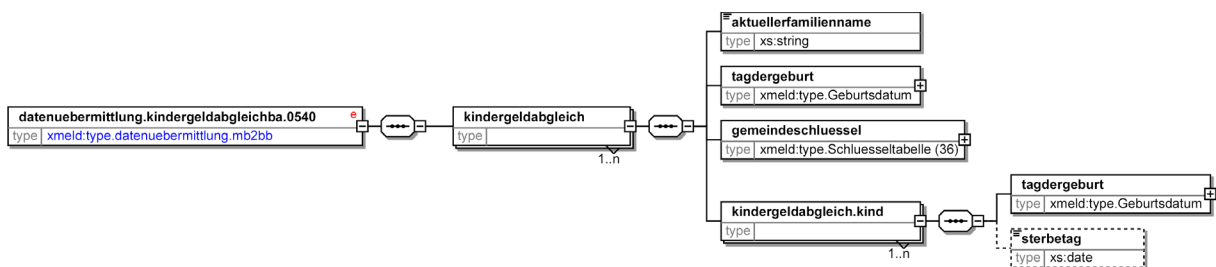 aktuellerfamilienname
type xs:string
tagdergeburt
type xmeld:type.Geburtsdatum
datenuebermittlung.kindergeldabgleichba.0540 e
type xmeld:type.datenuebermittlung.mb2bb
kindergeldabgleich
type
1..n
gemeindeschluessel
type xmeld:type.Schluesseltabelle (36)
kindergeldabgleich.kind
type
1..n
tagdergeburt
type xmeld:type.Geburtsdatum
sterbetag
type xs:date